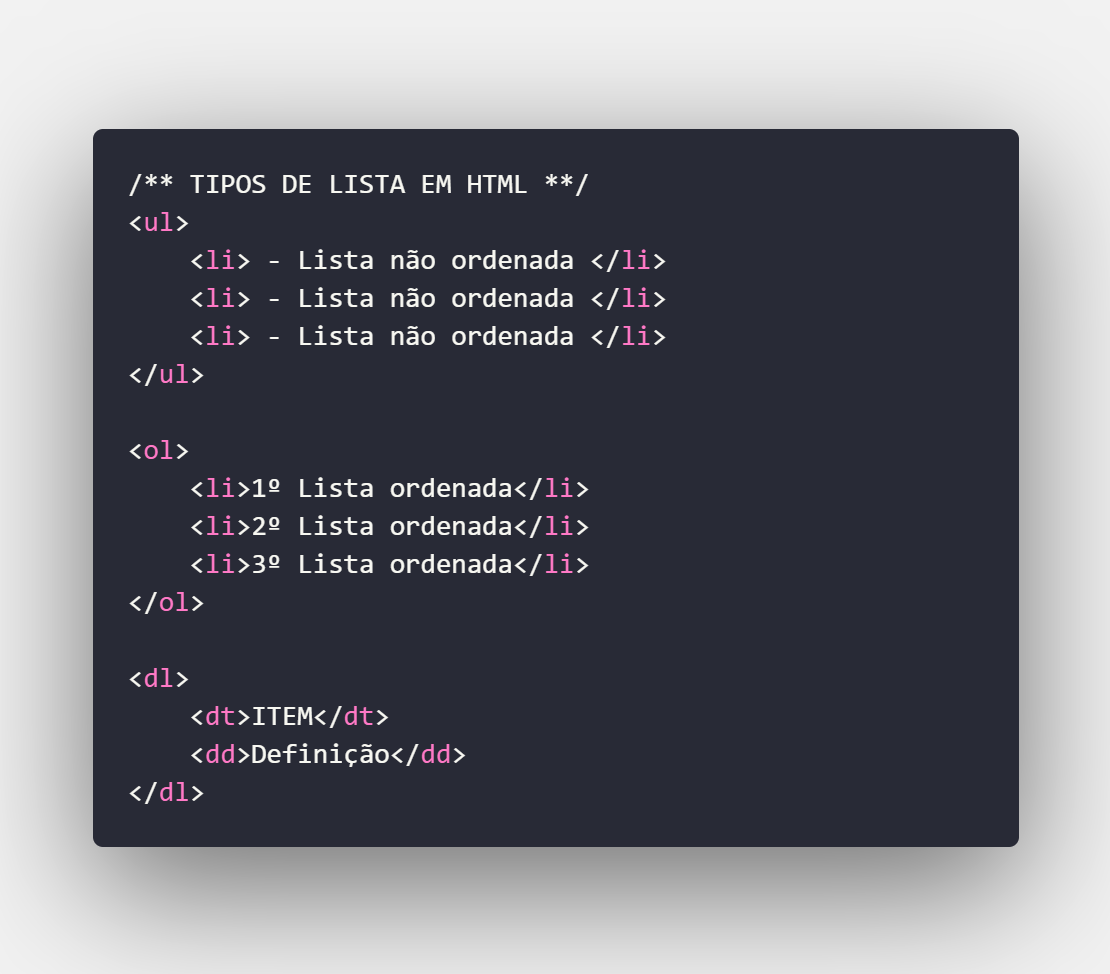 /** TIPOS DE LISTA EM HTML **/
<ul>
    <li> - Lista não ordenada </li>
    <li> - Lista não ordenada </li>
    <li> - Lista não ordenada </li>
</ul>

<ol>
    <li>1º Lista ordenada</li>
    <li>2º Lista ordenada</li>
    <li>3º Lista ordenada</li>
</ol>

<dl>
    <dt>ITEM</dt>
    <dd>Definição</dd>
</dl>